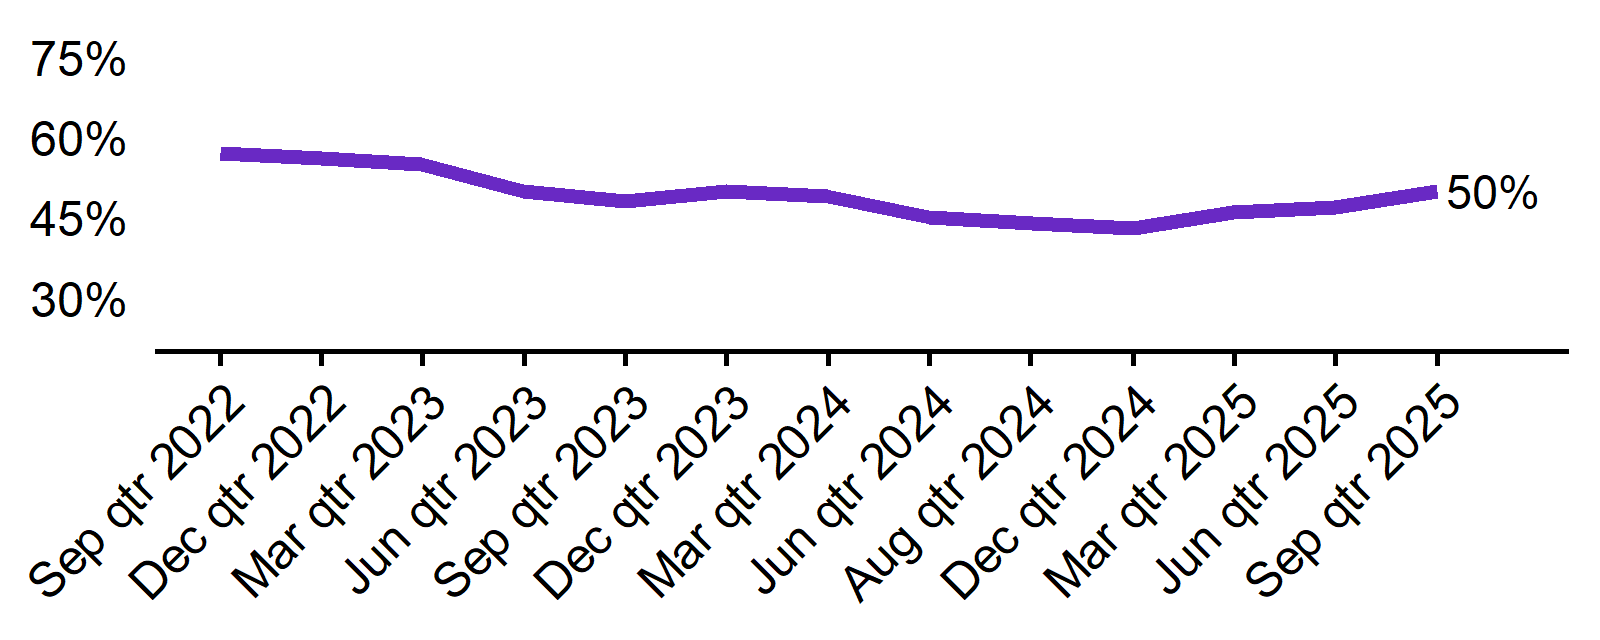 75%
60%
45%
30%
50%
Sep qtr 2022
Dec qtr 2022
Mar qtr 2023
Jun qtr 2023
Sep qtr 2023
Dec qtr 2023
Mar qtr 2024
Jun qtr 2024
Aug qtr 2024
Dec qtr 2024
Mar qtr 2025
Jun qtr 2025
Sep qtr 2025